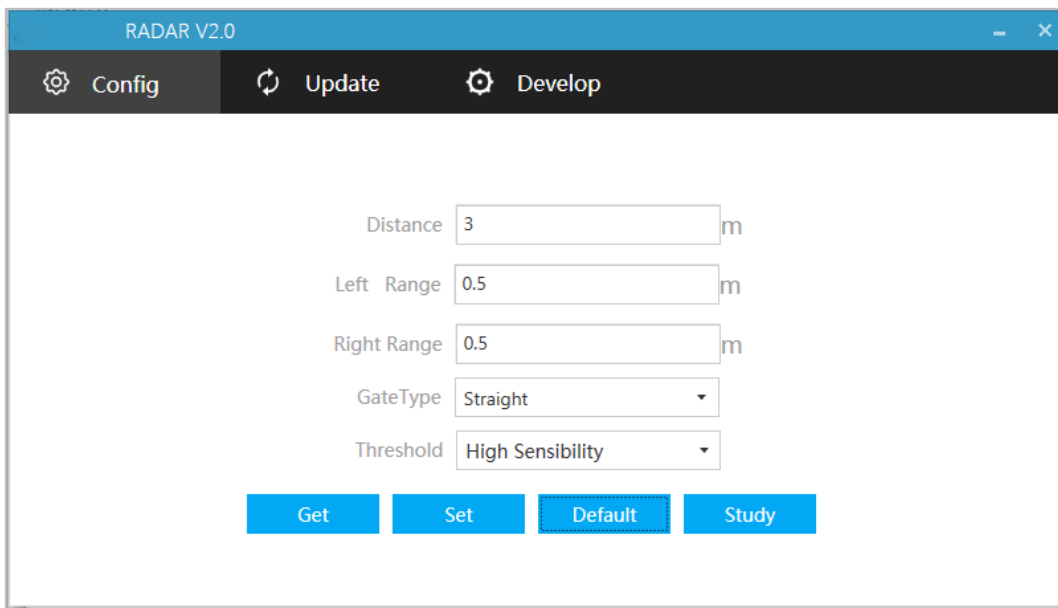 RADAR V2.0
Config Update Develop
Distance 3 m
Left Range 0.5 m
Right Range 0.5 m
GateType Straight
Threshold High Sensibility
Get Set Default Study